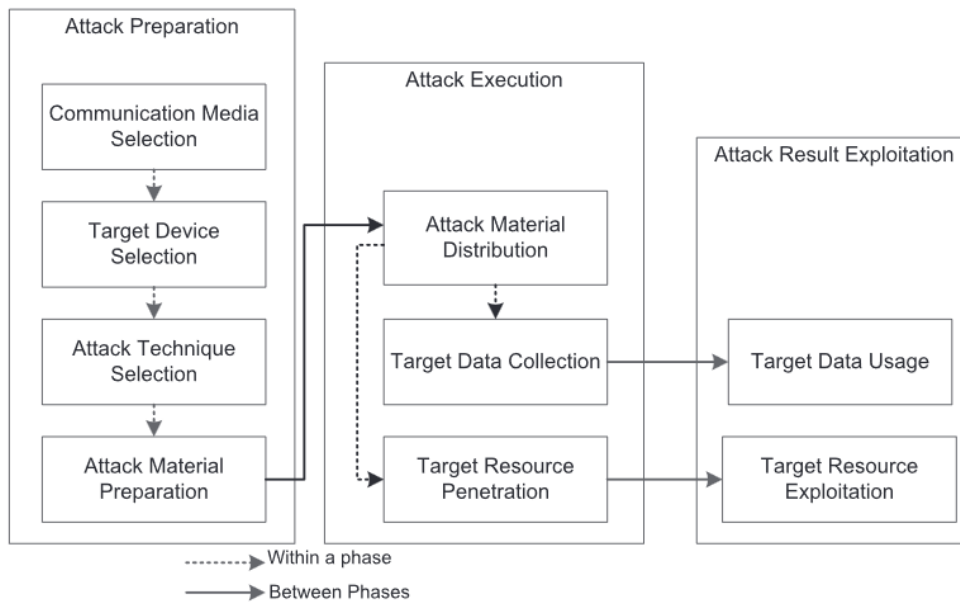 Attack Preparation
Communication Media
Selection
Target Device
Selection
Attack Technique
Selection
Attack Material
Preparation
Attack Execution
Attack Material
Distribution
Target Data Collection
Target Resource
Penetration
Attack Result Exploitation
Target Data Usage
Target Resource
Exploitation
Within a phase
Between Phases